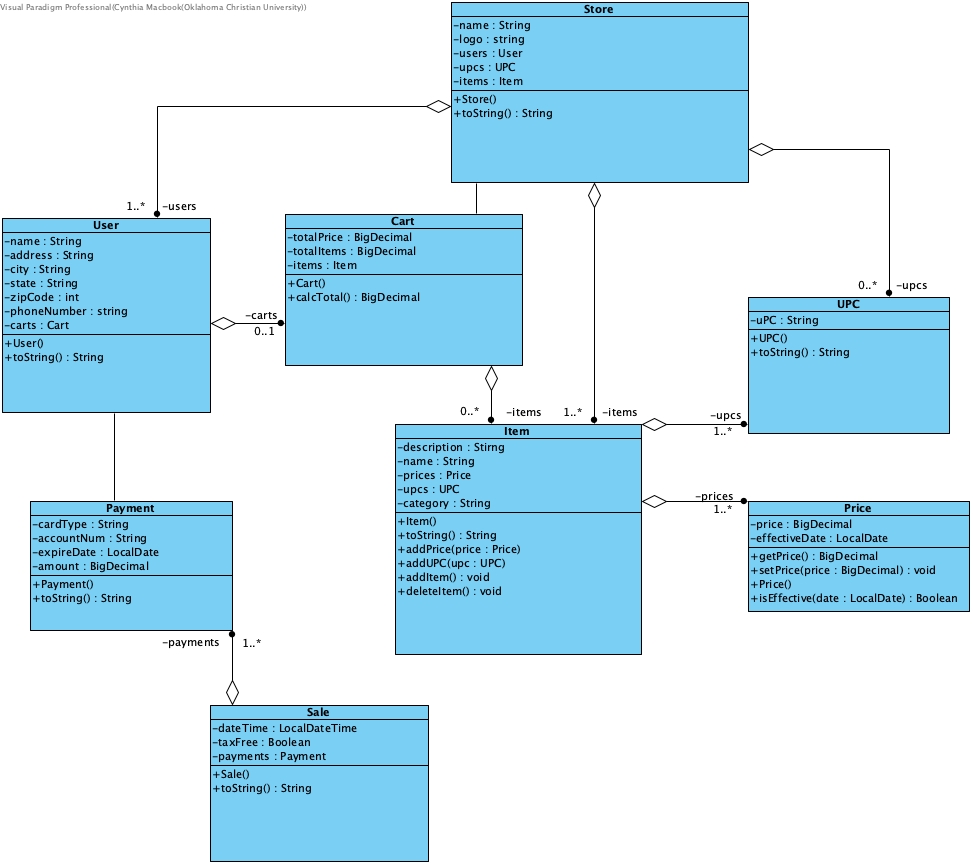 Visual Paradigm Professional(Cynthia Macbook(Oklahoma Christian University))
Store
-name : String
-logo : string
-users : User
-upcs : UPC
-items : Item
+Store()
+toString() : String
1..* -users
User
-name : String
-address : String
-city : String
-state : String
-zipCode : int
-phoneNumber : string
-carts : Cart
+User()
+toString() : String
Cart
-totalPrice : BigDecimal
-totalItems : BigDecimal
-items : Item
+Cart()
+calcTotal() : BigDecimal
-carts
0..1
0..* -upcs
UPC
-uPC : String
+UPC()
+toString() : String
0..* -items
1..* -items
Item
-description : Stirng
-name : String
-prices : Price
-upcs : UPC
-category : String
+Item()
+toString() : String
+addPrice(price : Price)
+addUPC(upc : UPC)
+addItem() : void
+deleteItem() : void
-upcs
1..*
-prices
1..*
Price
-price : BigDecimal
-effectiveDate : LocalDate
+getPrice() : BigDecimal
+setPrice(price : BigDecimal) : void
+Price()
+isEffective(date : LocalDate) : Boolean
Payment
-cardType : String
-accountNum : String
-expireDate : LocalDate
-amount : BigDecimal
+Payment()
+toString() : String
-payments 1..*
Sale
-dateTime : LocalDateTime
-taxFree : Boolean
-payments : Payment
+Sale()
+toString() : String